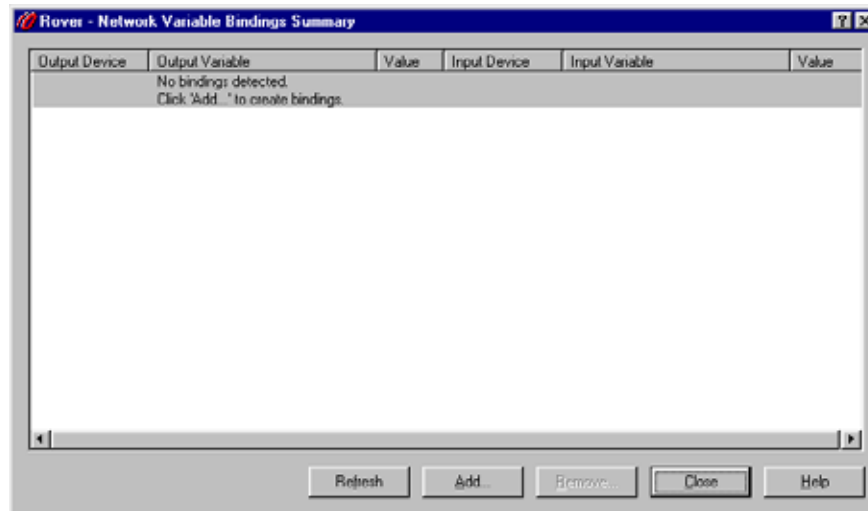 Rover - Network Variable Bindings Summary
Output Device Output Variable Value Input Device Input Variable Value
No bindings detected.
Click 'Add...' to create bindings.
Refresh Add... Remove... Close Help